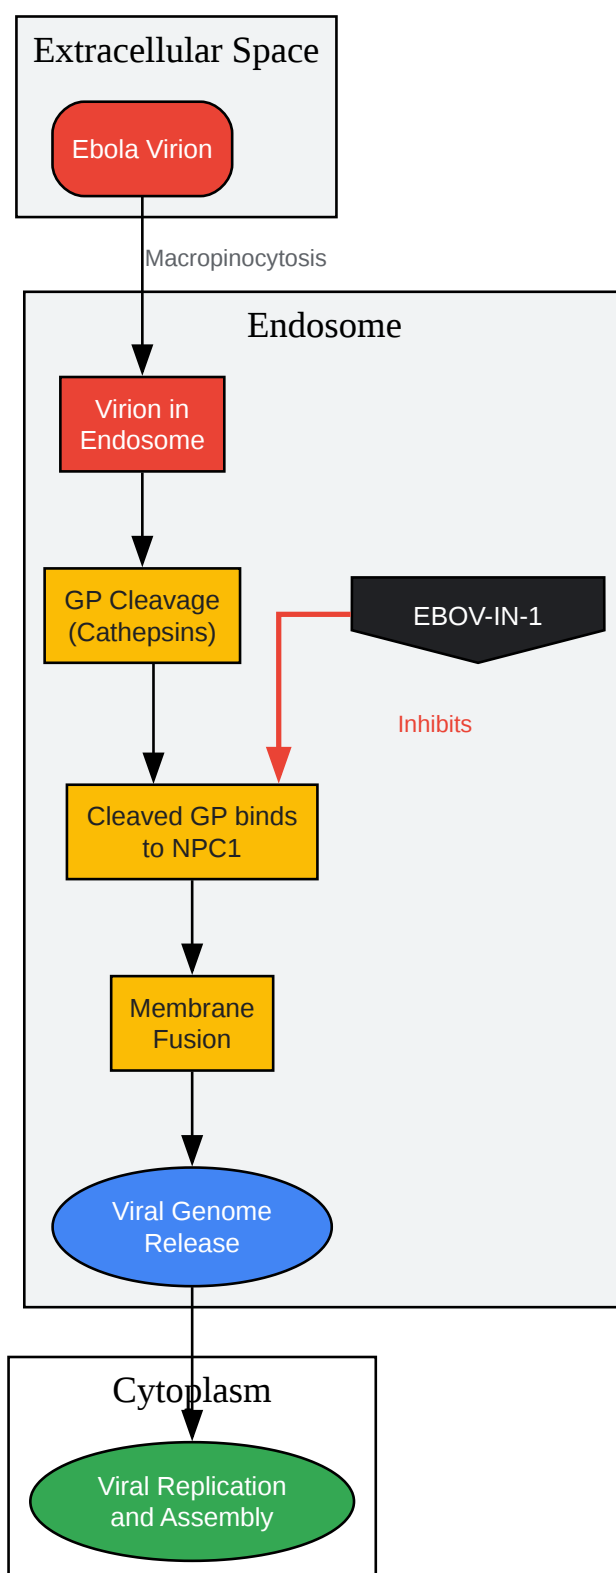 Extracellular Space
Ebola Virion
Macropinocytosis
Endosome
Virion in
Endosome
GP Cleavage
(Cathepsins)
EBOV-IN-1
Inhibits
Cleaved GP binds
to NPC1
Membrane
Fusion
Viral Genome
Release
Cytoplasm
Viral Replication
and Assembly